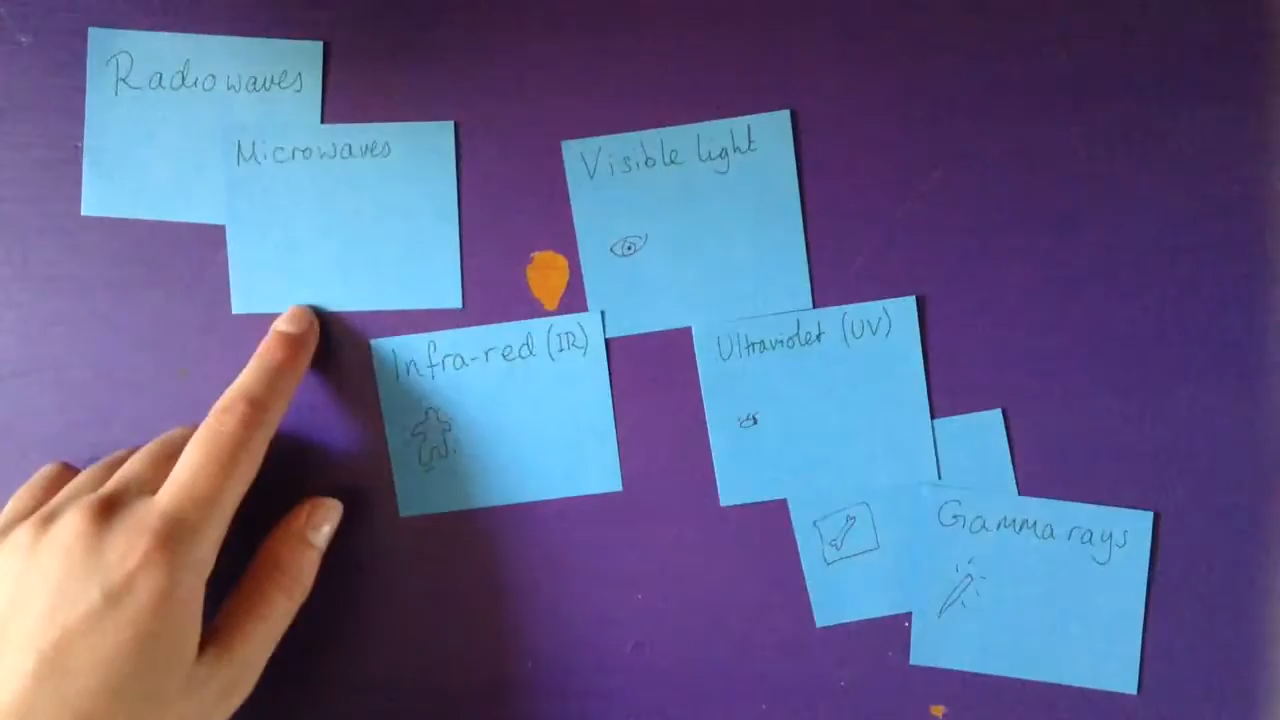 Radiowaves
Microwaves
Visible light
Infra-red (IR)
Ultraviolet (UV)
Gamma rays